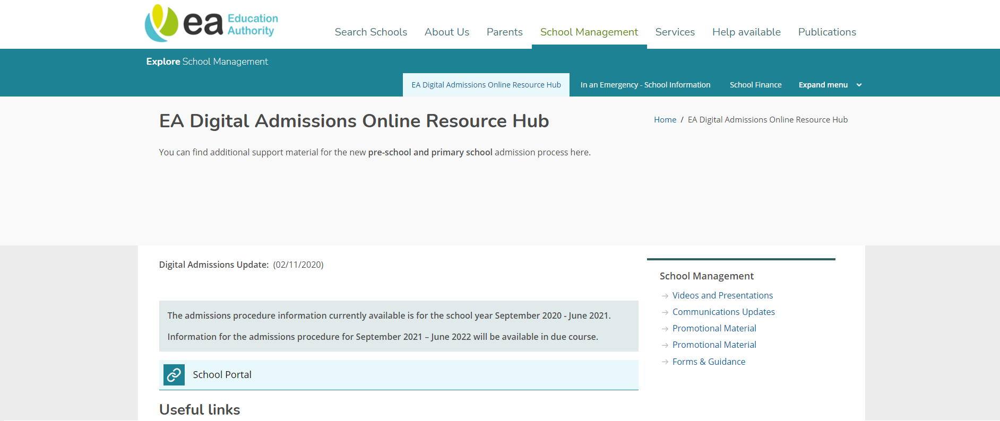 ea Education Authority
Search Schools About Us Parents School Management Services Help available Publications
Explore School Management
EA Digital Admissions Online Resource Hub In an Emergency - School Information School Finance Expand menu
EA Digital Admissions Online Resource Hub
Home / EA Digital Admissions Online Resource Hub
You can find additional support material for the new pre-school and primary school admission process here.
Digital Admissions Update: (02/11/2020)
The admissions procedure information currently available is for the school year September 2020 - June 2021.
Information for the admissions procedure for September 2021 – June 2022 will be available in due course.
School Portal
Useful links
School Management
Videos and Presentations
Communications Updates
Promotional Material
Promotional Material
Forms & Guidance